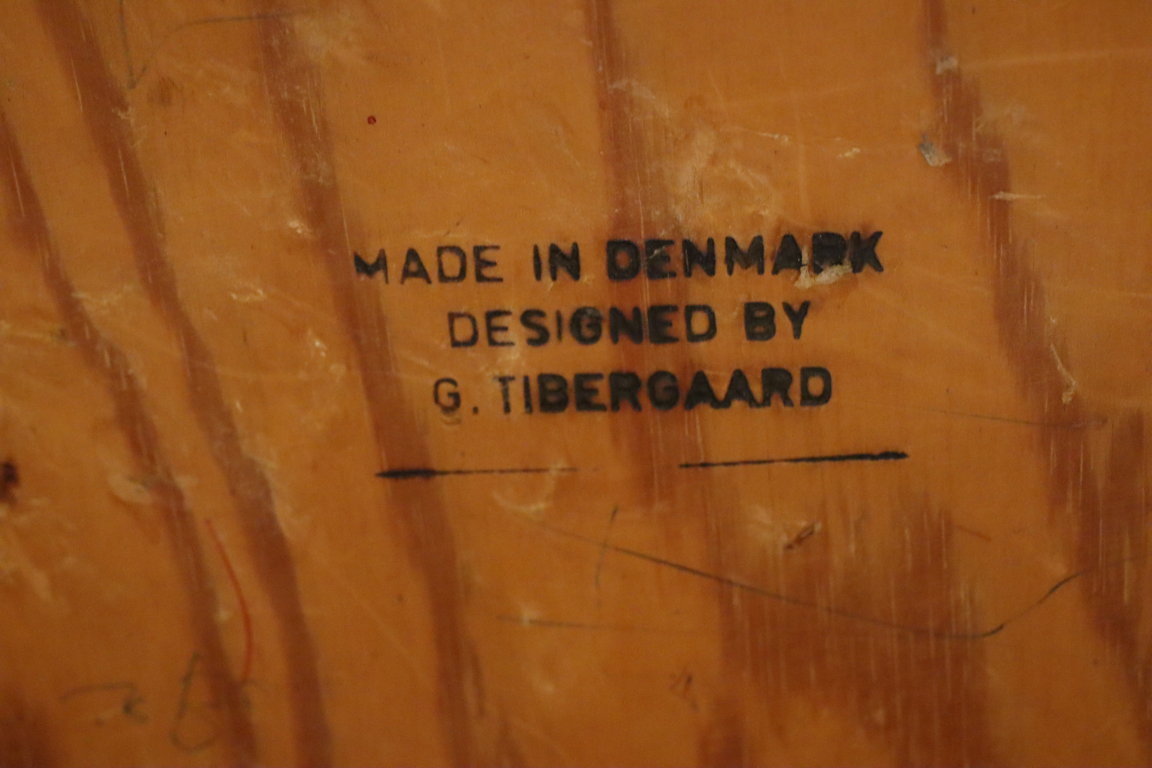 MADE IN DENMARK
DESIGNED BY
G. TIBERGAARD